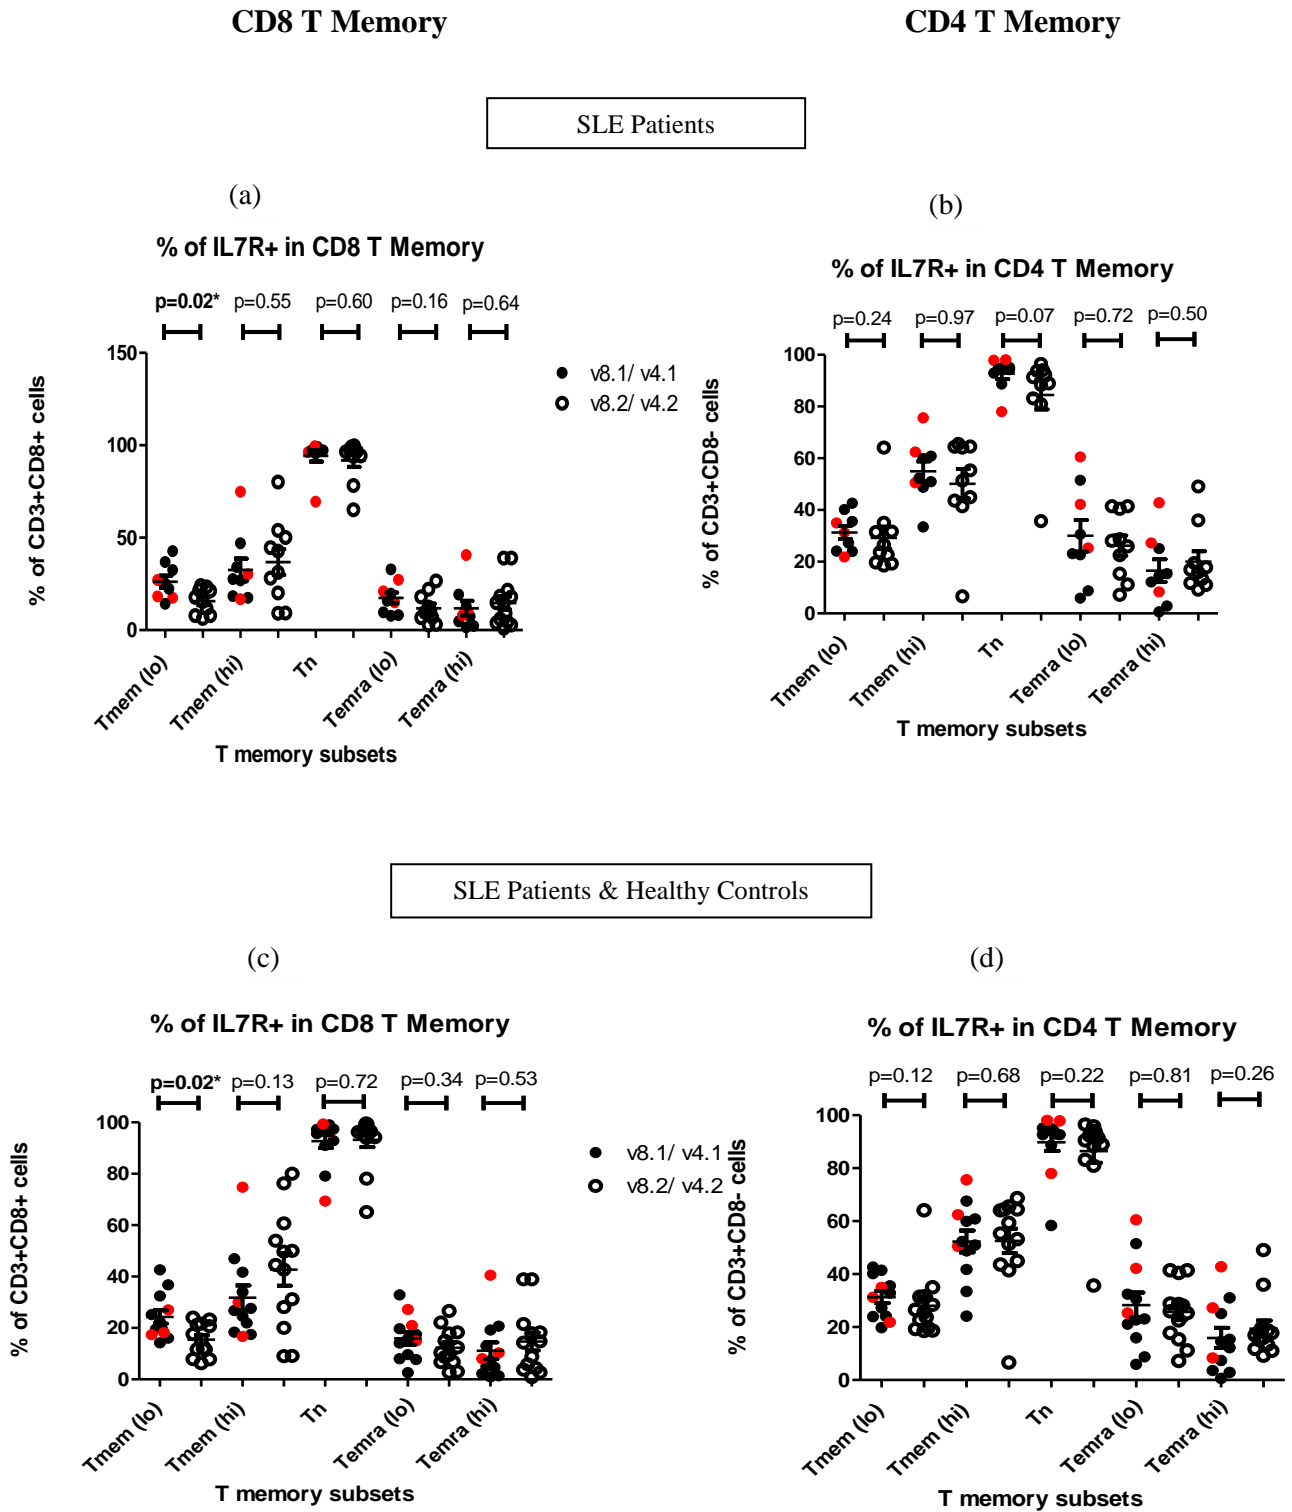 CD8 T Memory
CD4 T Memory
SLE Patients
(a)
% of IL7R+ in CD8 T Memory
p=0.02*
p=0.55
p=0.60
p=0.16
p=0.64
% of CD3+CD8+ cells
150
100
50
0
Tmem (lo)
Tmem (hi)
Tn
Temra (lo)
Temra (hi)
T memory subsets
v8.1/ v4.1
v8.2/ v4.2
(b)
% of IL7R+ in CD4 T Memory
p=0.24
p=0.97
p=0.07
p=0.72
p=0.50
% of CD3+CD8- cells
100
80
60
40
20
0
Tmem (lo)
Tmem (hi)
Tn
Temra (lo)
Temra (hi)
T memory subsets
SLE Patients & Healthy Controls
(c)
% of IL7R+ in CD8 T Memory
p=0.02*
p=0.13
p=0.72
p=0.34
p=0.53
% of CD3+CD8+ cells
100
80
60
40
20
0
Tmem (lo)
Tmem (hi)
Tn
Temra (lo)
Temra (hi)
T memory subsets
v8.1/ v4.1
v8.2/ v4.2
(d)
% of IL7R+ in CD4 T Memory
p=0.12
p=0.68
p=0.22
p=0.81
p=0.26
% of CD3+CD8- cells
100
80
60
40
20
0
Tmem (lo)
Tmem (hi)
Tn
Temra (lo)
Temra (hi)
T memory subsets